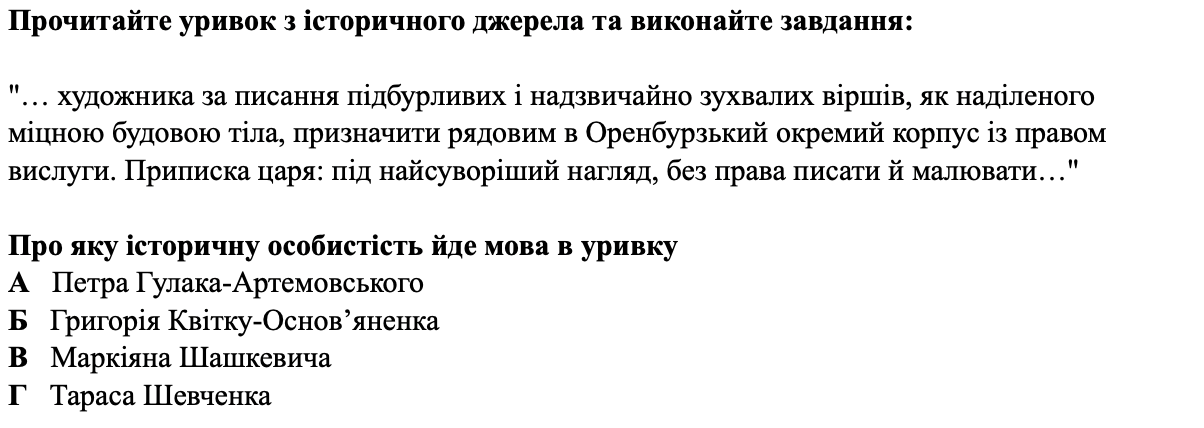 Прочитайте уривок з історичного джерела та виконайте завдання:
"… художника за писання підбурливих і надзвичайно зухвалих віршів, як наділеного
міцною будовою тіла, призначити рядовим в Оренбурзький окремий корпус із правом
вислуги. Приписка царя: під найсуворіший нагляд, без права писати й малювати…"
Про яку історичну особистість йде мова в уривку
А Петра Гулака-Артемовського
Б Григорія Квітку-Основ’яненка
В Маркіяна Шашкевича
Г Тараса Шевченка